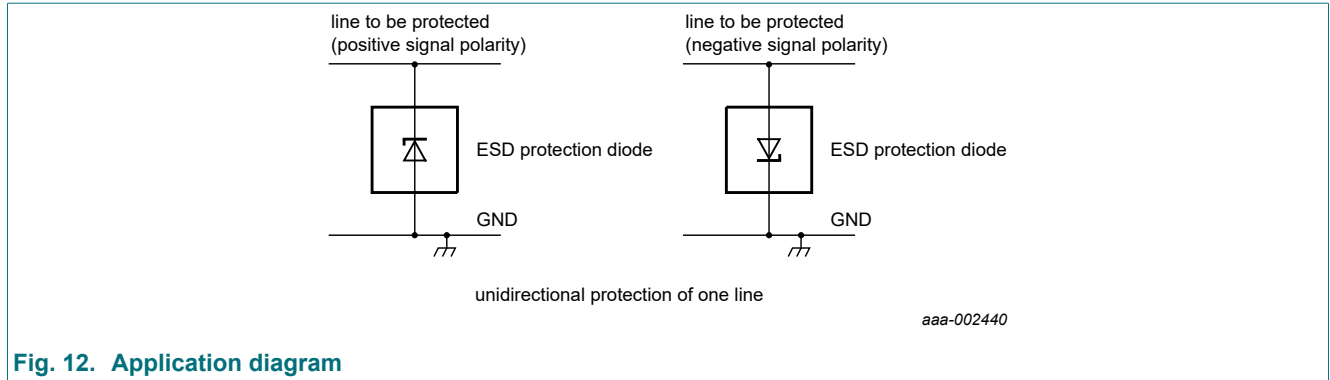 line to be protected
(positive signal polarity)
line to be protected
(negative signal polarity)
ESD protection diode
ESD protection diode
GND
GND
unidirectional protection of one line
aaa-002440
Fig. 12. Application diagram